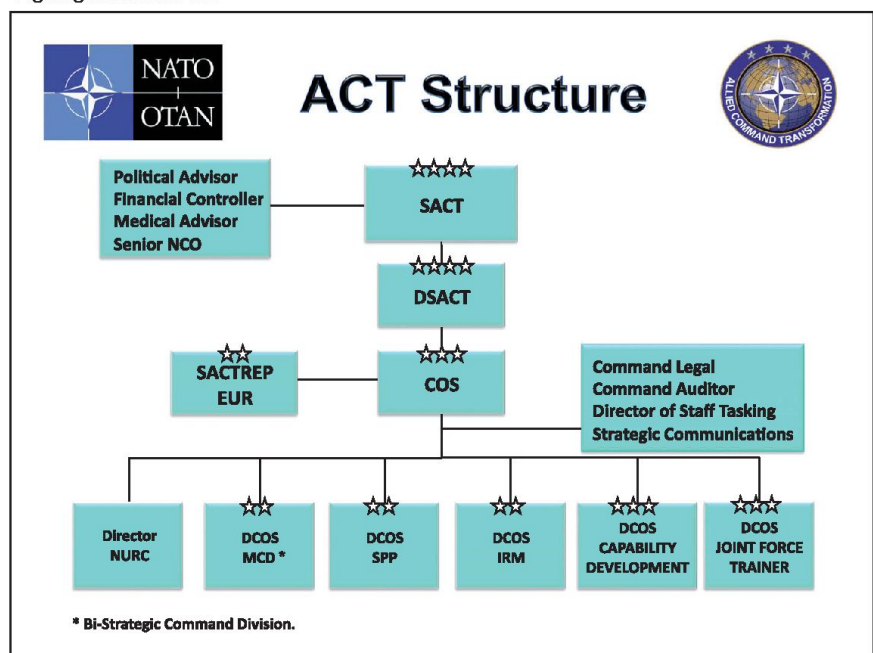 NATO
OTAN
ACT Structure
ALLIED COMMAND TRANSFORMATION
Political Advisor
Financial Controller
Medical Advisor
Senior NCO
SACT
DSACT
SACTREP
EUR
COS
Command Legal
Command Auditor
Director of Staff Tasking
Strategic Communications
Director
NURC
DCOS
MCD *
DCOS
SPP
DCOS
IRM
DCOS
CAPABILITY
DEVELOPMENT
DCOS
JOINT FORCE
TRAINER
* Bi-Strategic Command Division.